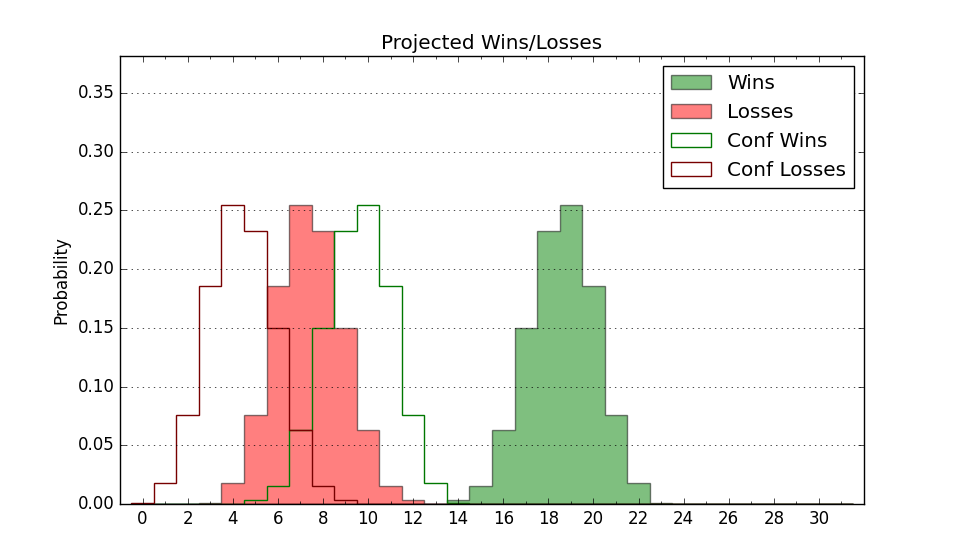 Projected Wins/Losses
Wins
Losses
Conf Wins
Conf Losses
Probability
0.35
0.30
0.25
0.20
0.15
0.10
0.05
0.00
0 2 4 6 8 10 12 14 16 18 20 22 24 26 28 30